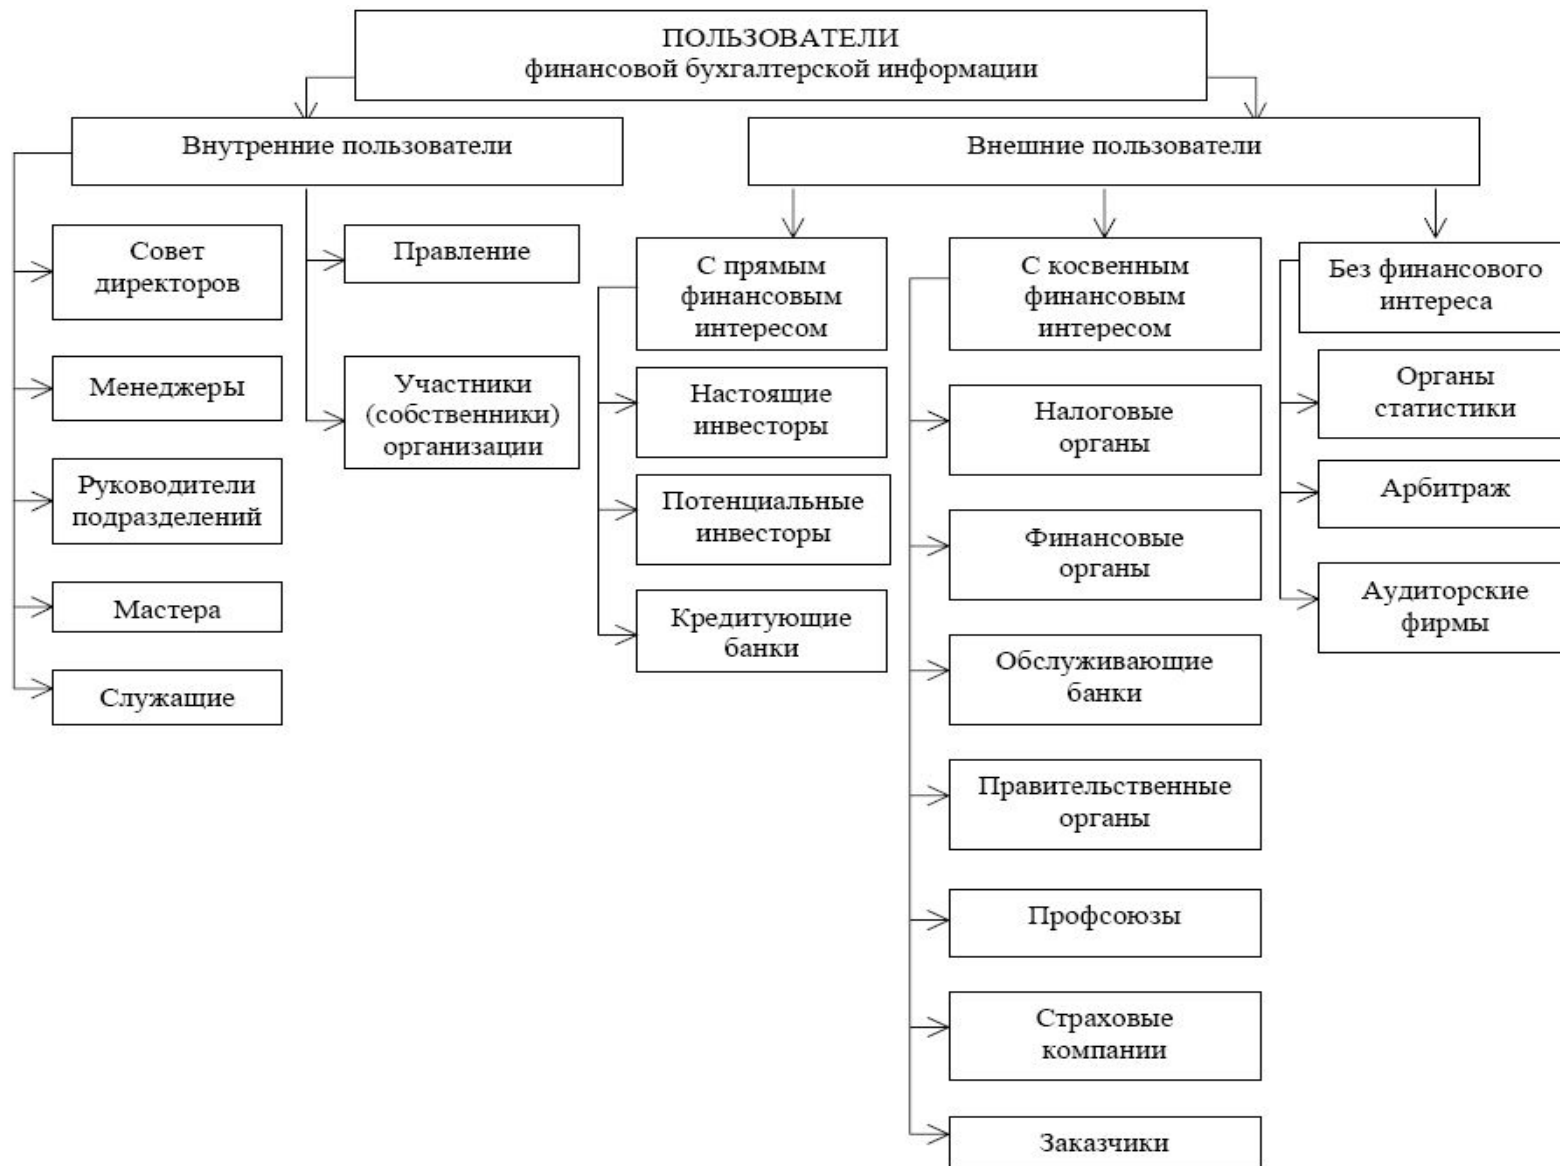 ПОЛЬЗОВАТЕЛИ
финансовой бухгалтерской информации
Внутренние пользователи
Внешние пользователи
Совет
директоров
Менеджеры
Руководители
подразделений
Мастера
Служащие
Правление
Участники
(собственники)
организации
С прямым
финансовым
интересом
Настоящие
инвесторы
Потенциальные
инвесторы
Кредитующие
банки
С косвенным
финансовым
интересом
Налоговые
органы
Финансовые
органы
Обслуживающие
банки
Правительственные
органы
Профсоюзы
Страховые
компании
Заказчики
Без финансового
интереса
Органы
статистики
Арбитраж
Аудиторские
фирмы